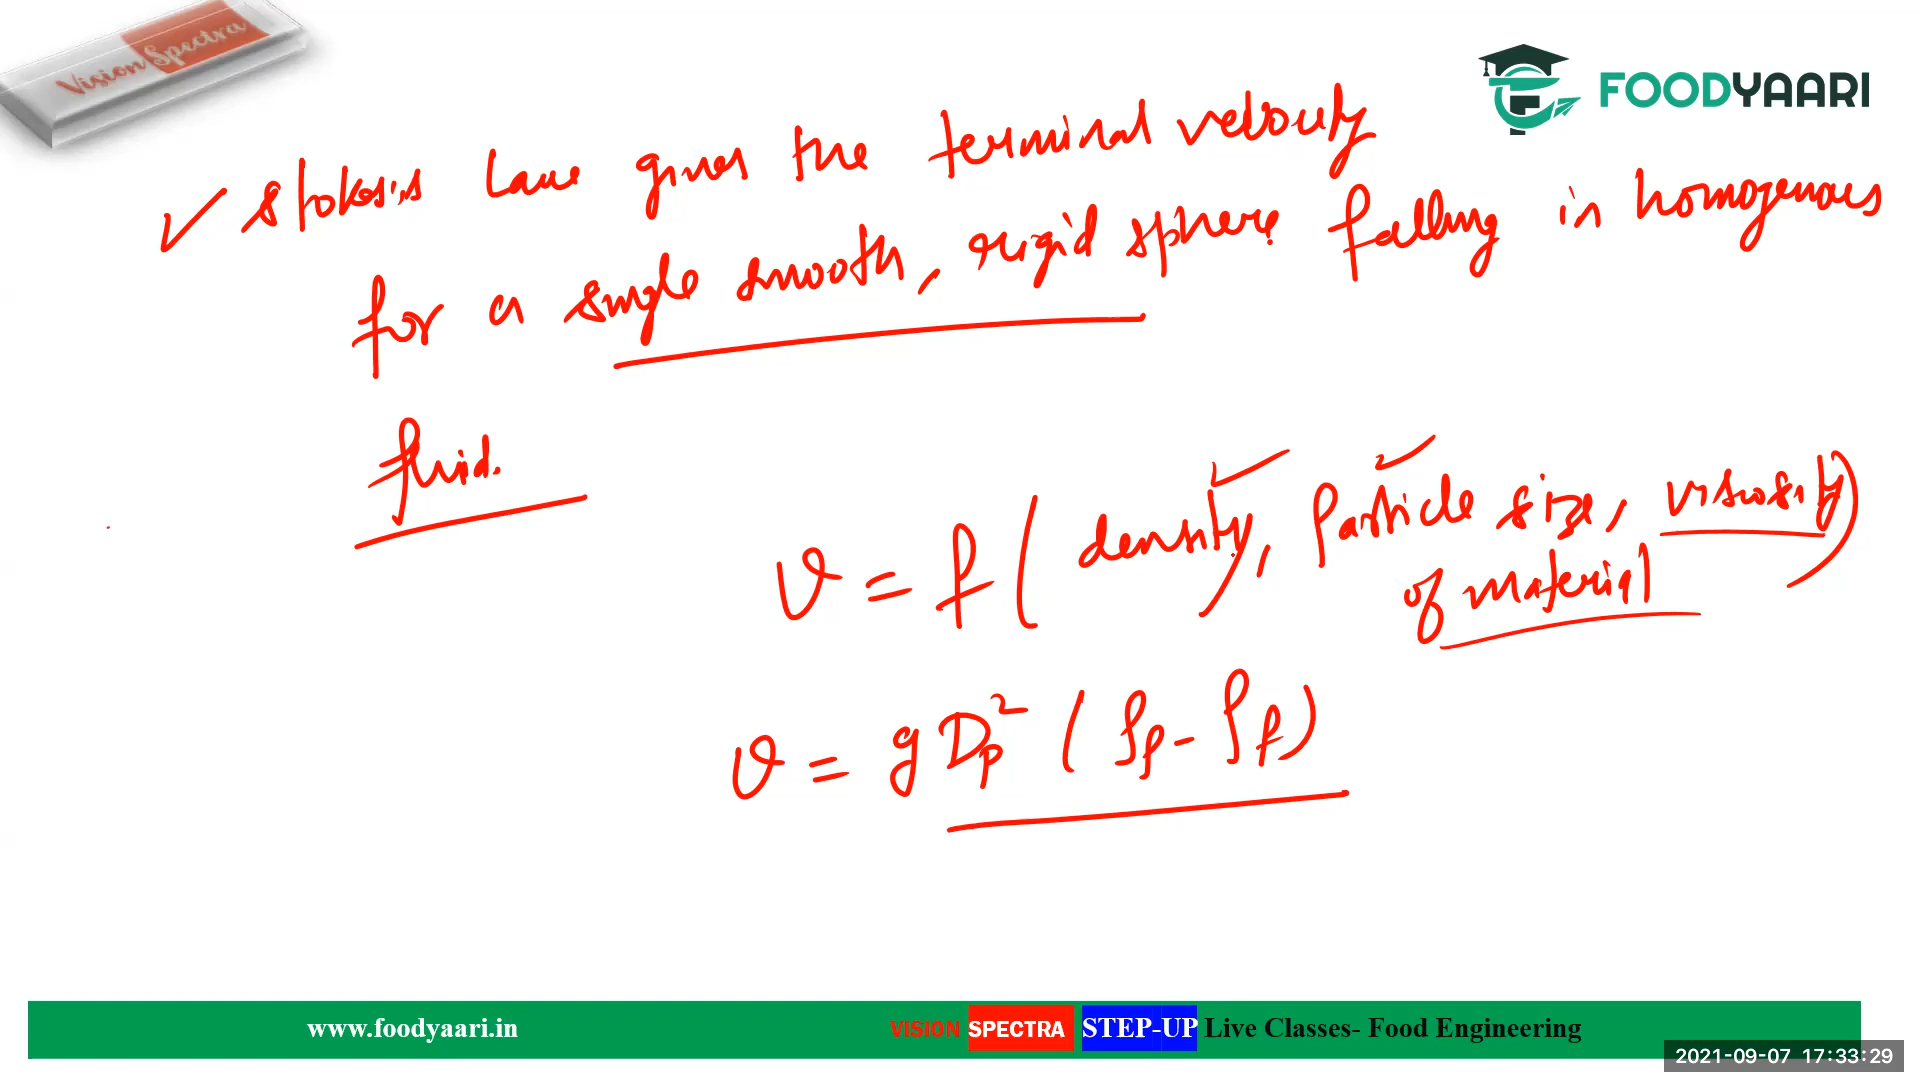 Vision Spectra
FOODYAARI
✓ Stokes's Law gives the terminal velocity
for a single smooth, rigid sphere falling in homogenous
fluid.
v = f (density, Particle size, viscosity)
of material
v = g Dp² (ρp - ρf)
www.foodyaari.in
VISION SPECTRA STEP-UP Live Classes- Food Engineering
2021-09-07 17:33:29